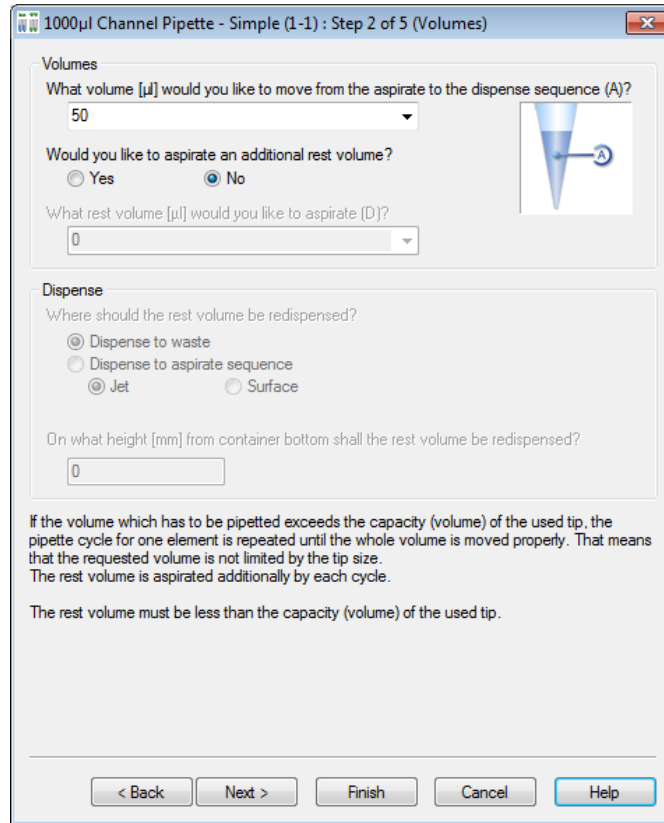 1000µl Channel Pipette - Simple (1-1) : Step 2 of 5 (Volumes)
Volumes
What volume [µl] would you like to move from the aspirate to the dispense sequence (A)?
50
A
Would you like to aspirate an additional rest volume?
Yes No
What rest volume [µl] would you like to aspirate (D)?
0
Dispense
Where should the rest volume be redispensed?
Dispense to waste
Dispense to aspirate sequence
Jet Surface
On what height [mm] from container bottom shall the rest volume be redispensed?
0
If the volume which has to be pipetted exceeds the capacity (volume) of the used tip, the
pipette cycle for one element is repeated until the whole volume is moved properly. That means
that the requested volume is not limited by the tip size.
The rest volume is aspirated additionally by each cycle.
The rest volume must be less than the capacity (volume) of the used tip.
< Back Next > Finish Cancel Help